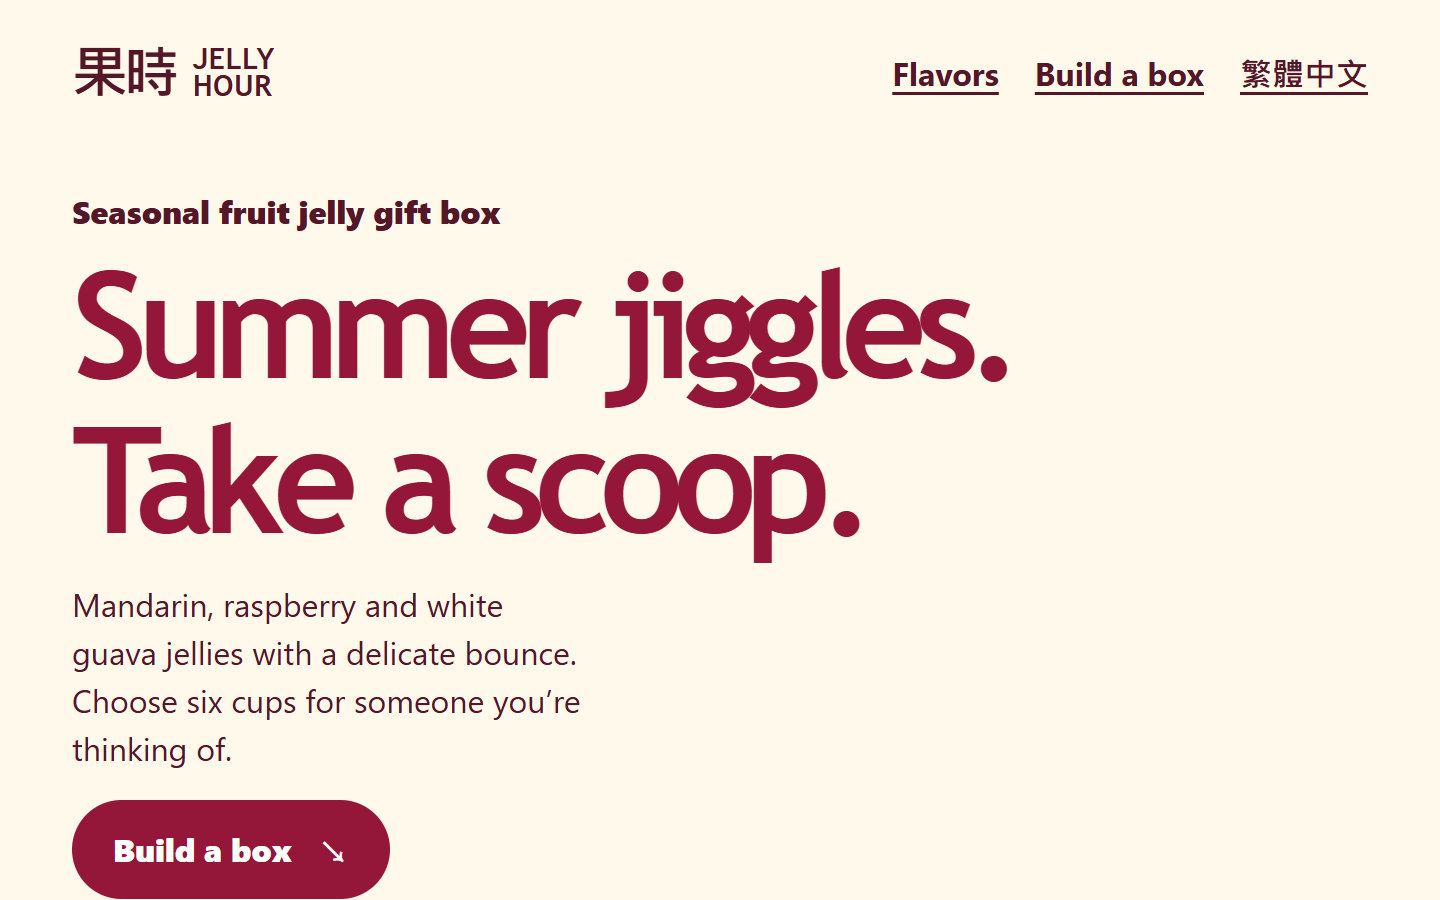 果時 JELLY HOUR
Flavors Build a box 繁體中文
Seasonal fruit jelly gift box
Summer jiggles.
Take a scoop.
Mandarin, raspberry and white
guava jellies with a delicate bounce.
Choose six cups for someone you’re
thinking of.
Build a box ↘